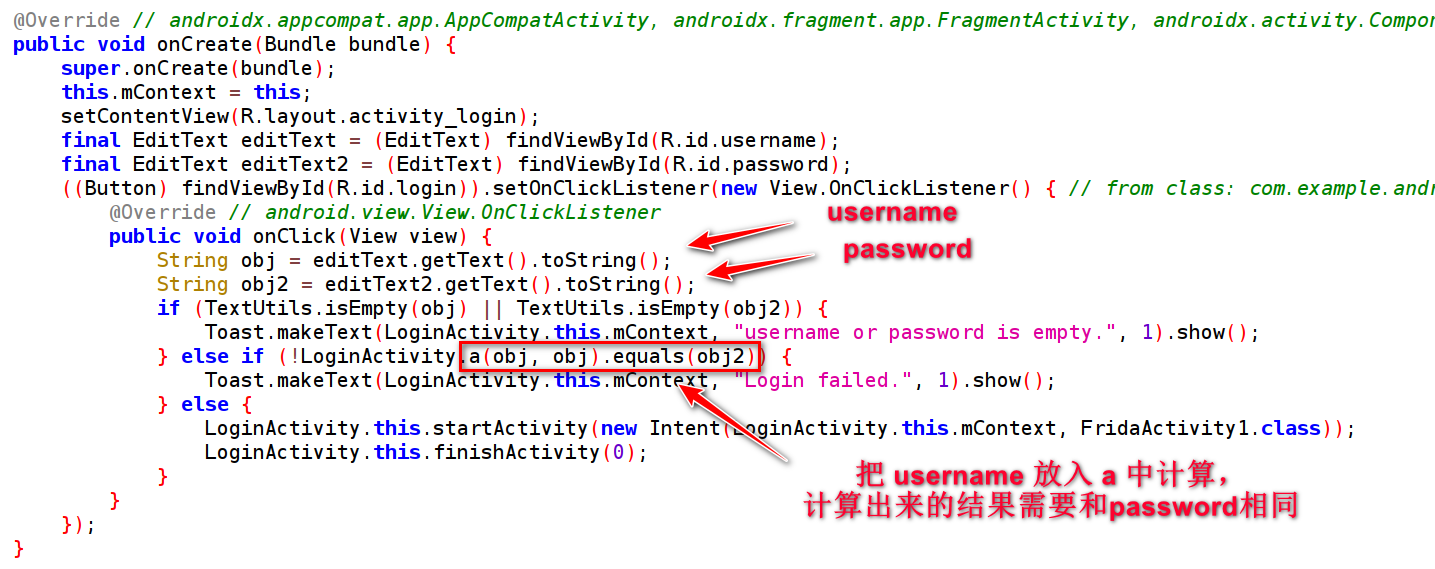 @Override // androidx.appcompat.app.AppCompatActivity, androidx.fragment.app.FragmentActivity, androidx.activity.Compon
public void onCreate(Bundle bundle) {
super.onCreate(bundle);
this.mContext = this;
setContentView(R.layout.activity_login);
final EditText editText = (EditText) findViewById(R.id.username);
final EditText editText2 = (EditText) findViewById(R.id.password);
((Button) findViewById(R.id.login)).setOnClickListener(new View.OnClickListener() { // from class: com.example.andr
@Override // android.view.View.OnClickListener
username
public void onClick(View view) {
password
String obj = editText.getText().toString();
String obj2 = editText2.getText().toString();
if (TextUtils.isEmpty(obj) || TextUtils.isEmpty(obj2)) {
Toast.makeText(LoginActivity.this.mContext, "username or password is empty.", 1).show();
} else if (!LoginActivity.a(obj, obj).equals(obj2)) {
Toast.makeText(LoginActivity.this.mContext, "Login failed.", 1).show();
} else {
LoginActivity.this.startActivity(new Intent(LoginActivity.this.mContext, FridaActivity1.class));
LoginActivity.this.finishActivity(0);
}
把 username 放入 a 中计算，
计算出来的结果需要和password相同
}
});
}